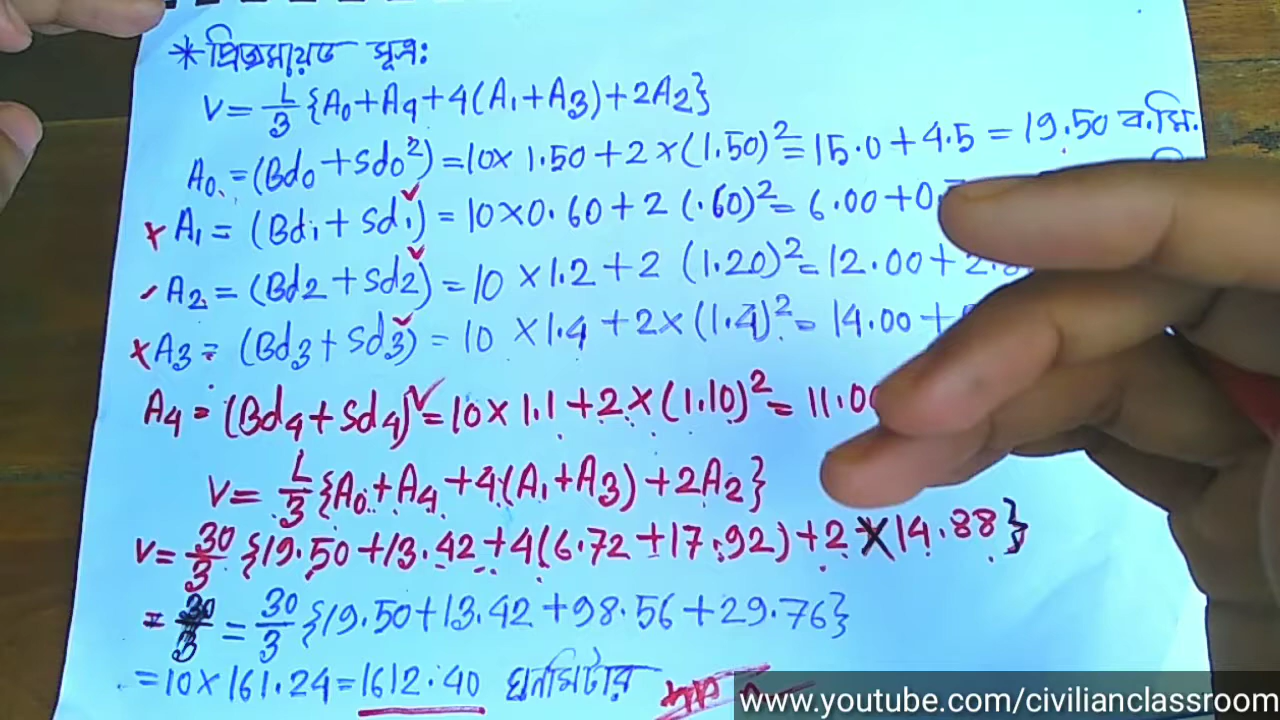 * প্রিজময়েড সূত্র:
V = L/3 {A0+A4+4(A1+A3)+2A2}
A0 = (Bd0+Sd0²) = 10×1.50+2×(1.50)² = 15.0+4.5 = 19.50 ব.মি.
× A1 = (Bd1+Sd1²) = 10×0.60+2(.60)² = 6.00+0.
A2 = (Bd2+Sd2²) = 10×1.2+2(1.20)² = 12.00+2.
× A3 = (Bd3+Sd3²) = 10×1.4+2×(1.4)² = 14.00+
A4 = (Bd4+Sd4)² = 10×1.1+2×(1.10)² = 11.00
V = L/3 {A0+A4+4(A1+A3)+2A2}
V = 30/3 {19.50+13.42+4(6.72+17.92)+2×14.88}
= 30/3 = 30/3 {19.50+13.42+98.56+29.76}
= 10×161.24 = 1612.40 ঘনমিটার
www.youtube.com/civilianclassroom